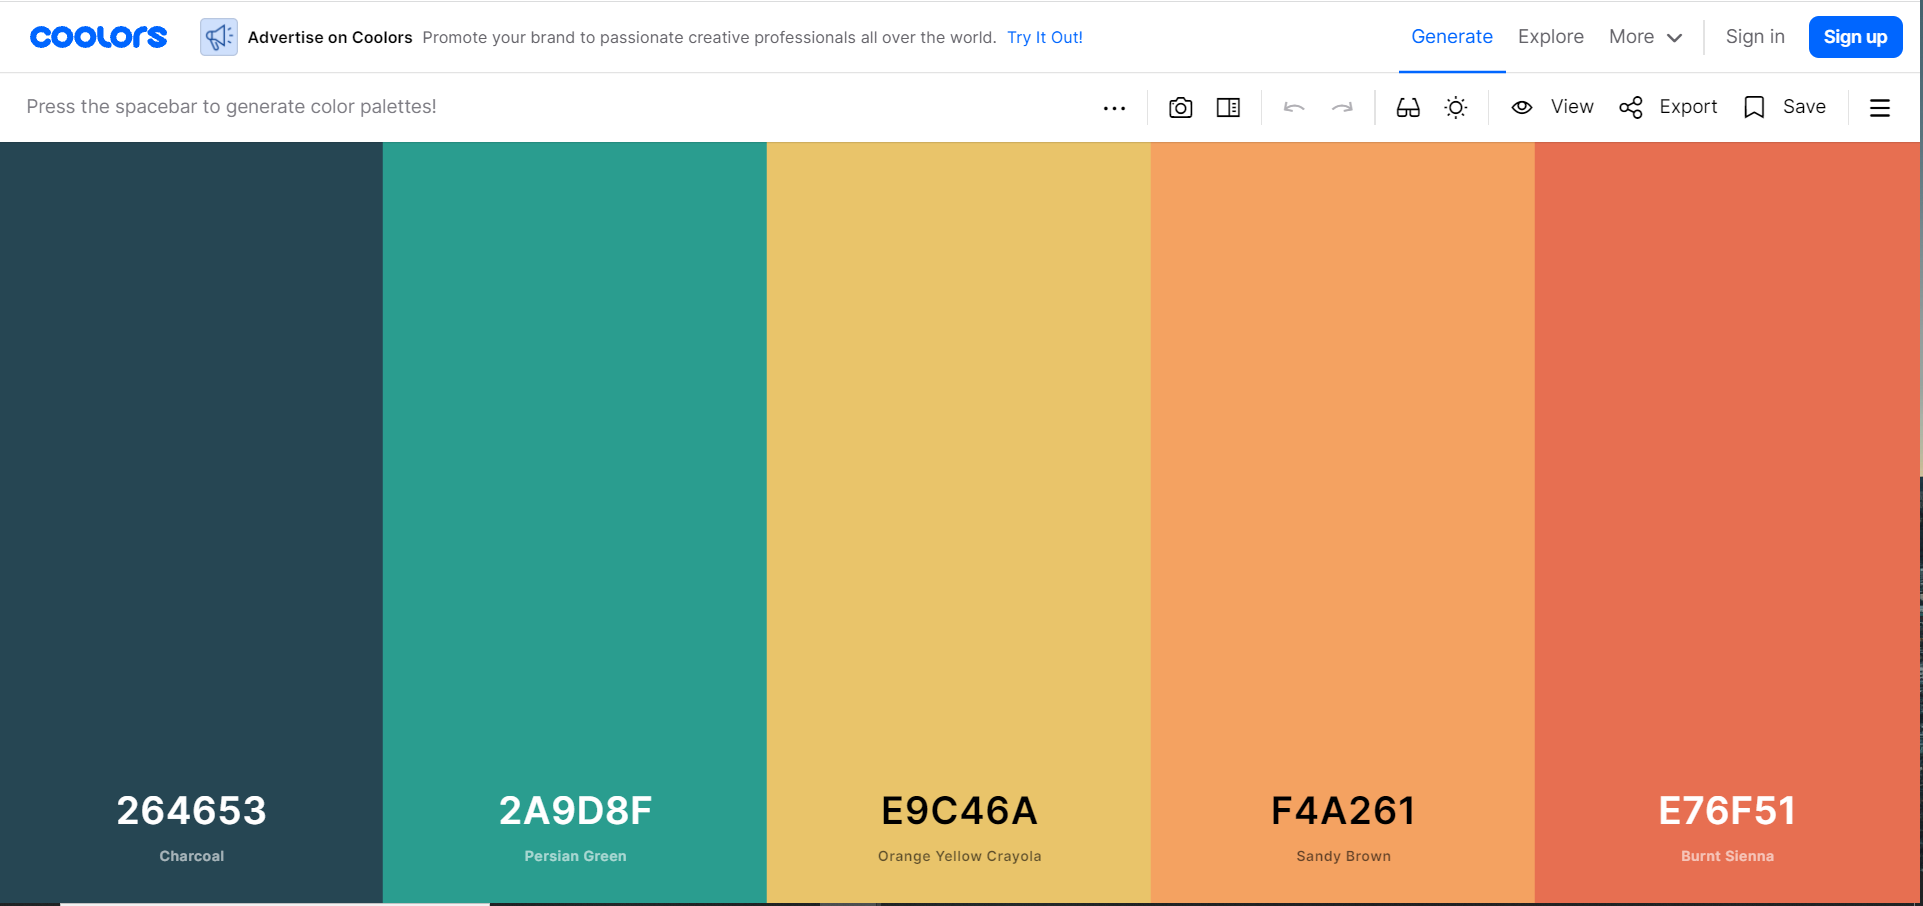 coolors
Advertise on Coolors Promote your brand to passionate creative professionals all over the world. Try It Out!
Generate Explore More Sign in Sign up
Press the spacebar to generate color palettes!
View Export Save
264653 2A9D8F E9C46A F4A261 E76F51
Charcoal Persian Green Orange Yellow Crayola Sandy Brown Burnt Sienna